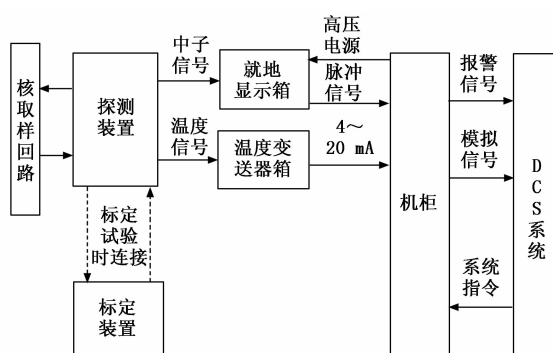 核取样回路
探测
装置
中子
信号
温度
信号
就地
显示箱
温度变
送器箱
高压
电源
脉冲
信号
4～
20 mA
机柜
报警
信号
模拟
信号
系统
指令
DCS系统
标定
试验
时连接
标定
装置